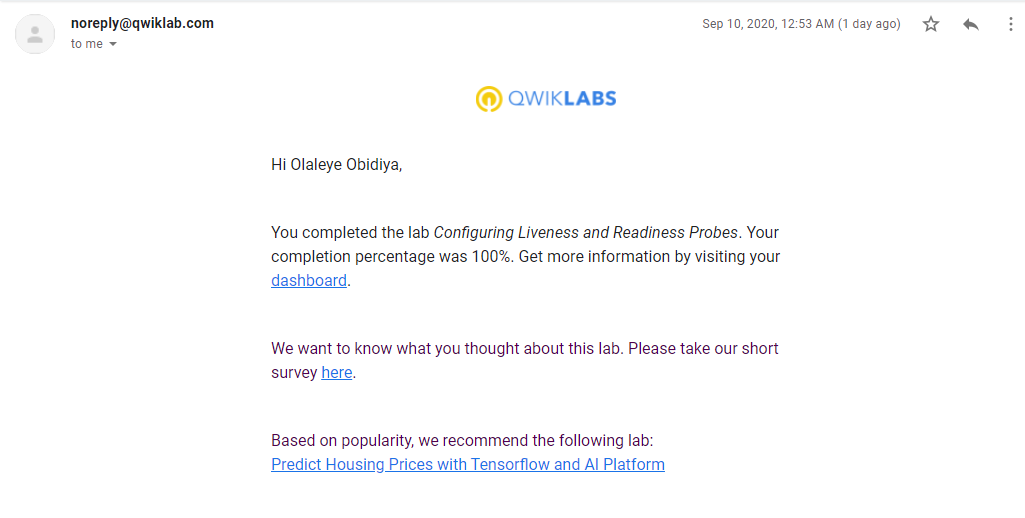 noreply@qwiklab.com
Sep 10, 2020, 12:53 AM (1 day ago)
to me
QWIKLABS
Hi Olaleye Obidiya,
You completed the lab Configuring Liveness and Readiness Probes. Your
completion percentage was 100%. Get more information by visiting your
dashboard.
We want to know what you thought about this lab. Please take our short
survey here.
Based on popularity, we recommend the following lab:
Predict Housing Prices with Tensorflow and AI Platform